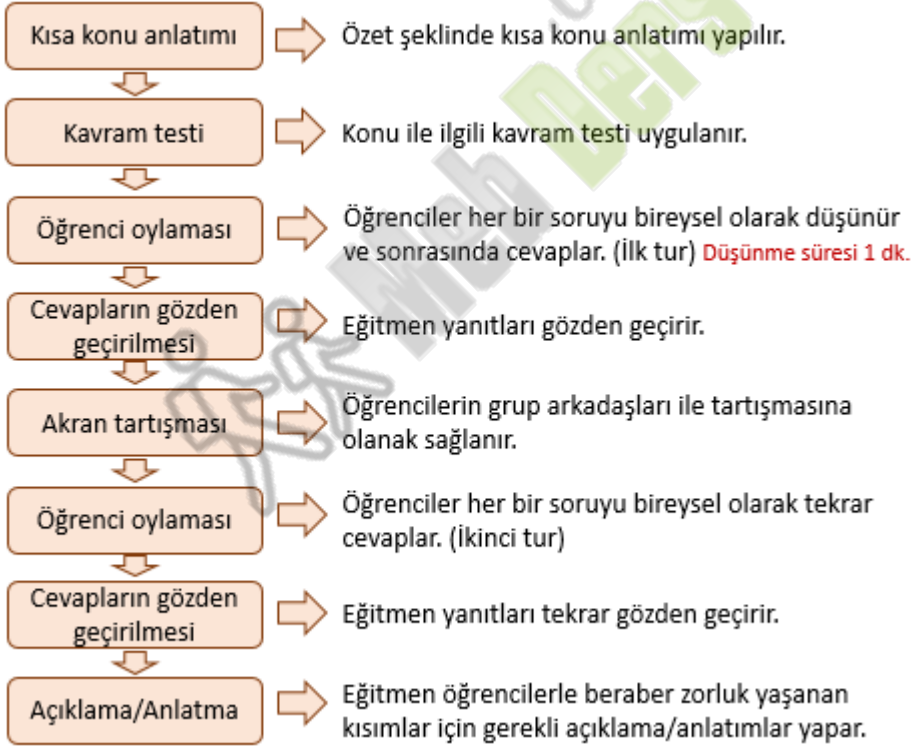 Kısa konu anlatımı
Özet şeklinde kısa konu anlatımı yapılır.
Kavram testi
Konu ile ilgili kavram testi uygulanır.
Öğrenci oylaması
Öğrenciler her bir soruyu bireysel olarak düşünür
ve sonrasında cevaplar. (İlk tur) Düşünme süresi 1 dk.
Cevapların gözden
geçirilmesi
Eğitmen yanıtları gözden geçirir.
Akran tartışması
Öğrencilerin grup arkadaşları ile tartışmasına
olanak sağlanır.
Öğrenci oylaması
Öğrenciler her bir soruyu bireysel olarak tekrar
cevaplar. (İkinci tur)
Cevapların gözden
geçirilmesi
Eğitmen yanıtları tekrar gözden geçirir.
Açıklama/Anlatma
Eğitmen öğrencilerle beraber zorluk yaşanan
kısımlar için gerekli açıklama/anlatımlar yapar.
Meb Ders